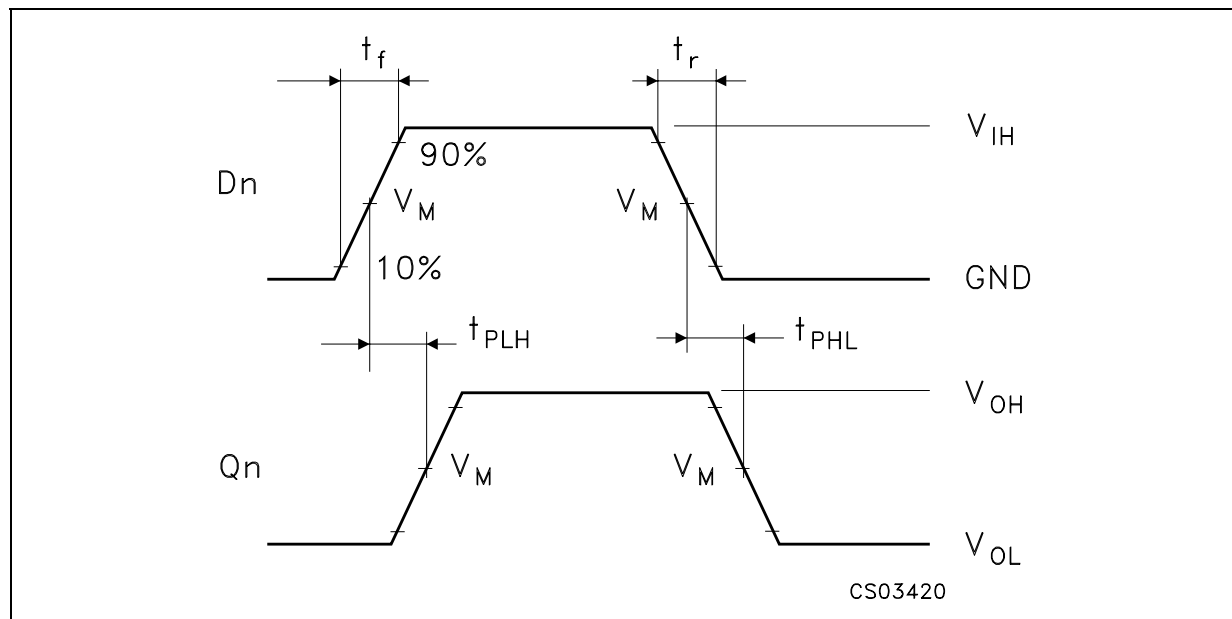 tf
tr
VIH
90%
Dn
VM
VM
10%
GND
tPLH
tPHL
VOH
Qn
VM
VM
VOL
CS03420